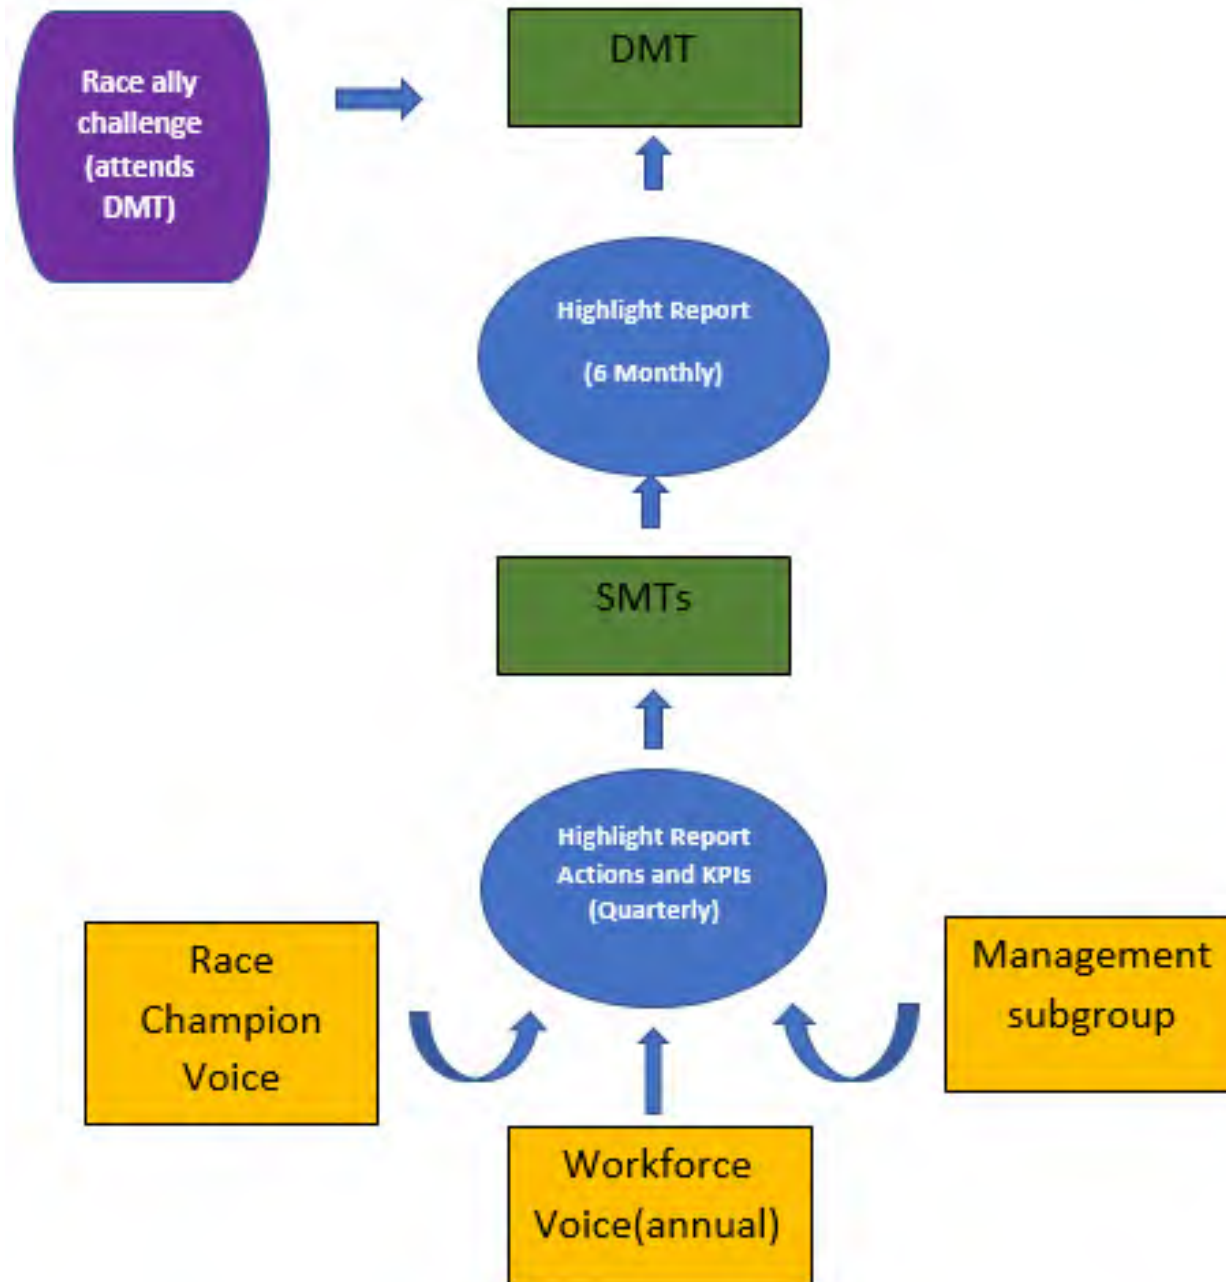 Race ally
challenge
(attends
DMT)
DMT
Highlight Report
(6 Monthly)
SMTs
Highlight Report
Actions and KPIs
(Quarterly)
Race
Champion
Voice
Management
subgroup
Workforce
Voice(annual)